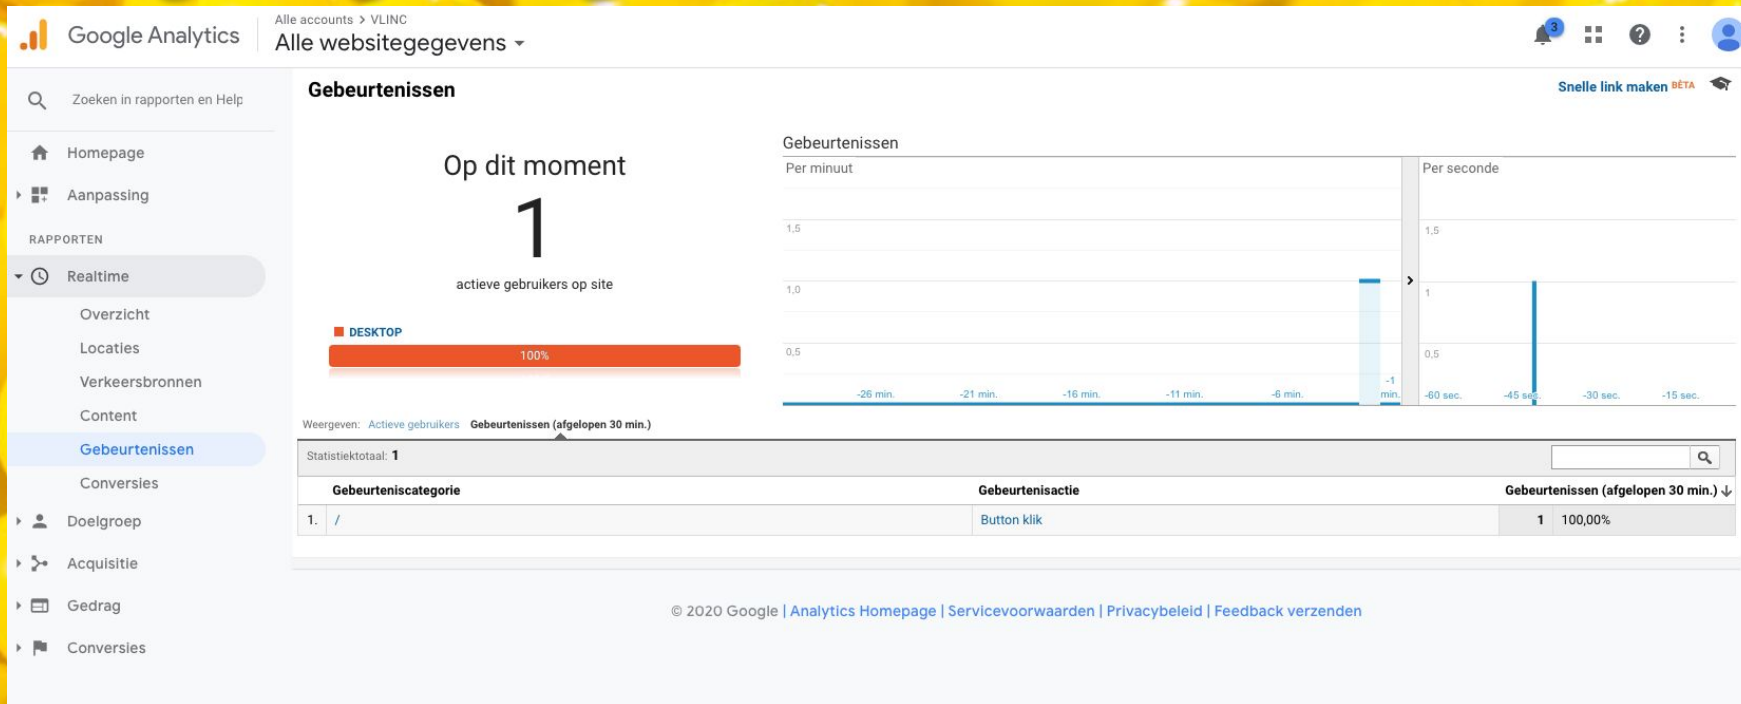 Alle accounts > VLINC
Google Analytics
Alle websitegegevens
3
Zoeken in rapporten en Help
Homepage
Aanpassing
RAPPORTEN
Realtime
Overzicht
Locaties
Verkeersbronnen
Content
Gebeurtenissen
Conversies
Doelgroep
Acquisitie
Gedrag
Conversies
Gebeurtenissen
Snelle link maken BÈTA
Op dit moment
1
actieve gebruikers op site
DESKTOP
100%
Gebeurtenissen
Per minuut
1,5
1,0
0,5
-26 min. -21 min. -16 min. -11 min. -6 min. -1 min.
Per seconde
1,5
1
0,5
-60 sec. -45 sec. -30 sec. -15 sec.
Weergeven: Actieve gebruikers Gebeurtenissen (afgelopen 30 min.)
Statistiektotaal: 1
Gebeurteniscategorie Gebeurtenisactie Gebeurtenissen (afgelopen 30 min.)
1. / Button klik 1 100,00%
© 2020 Google | Analytics Homepage | Servicevoorwaarden | Privacybeleid | Feedback verzenden